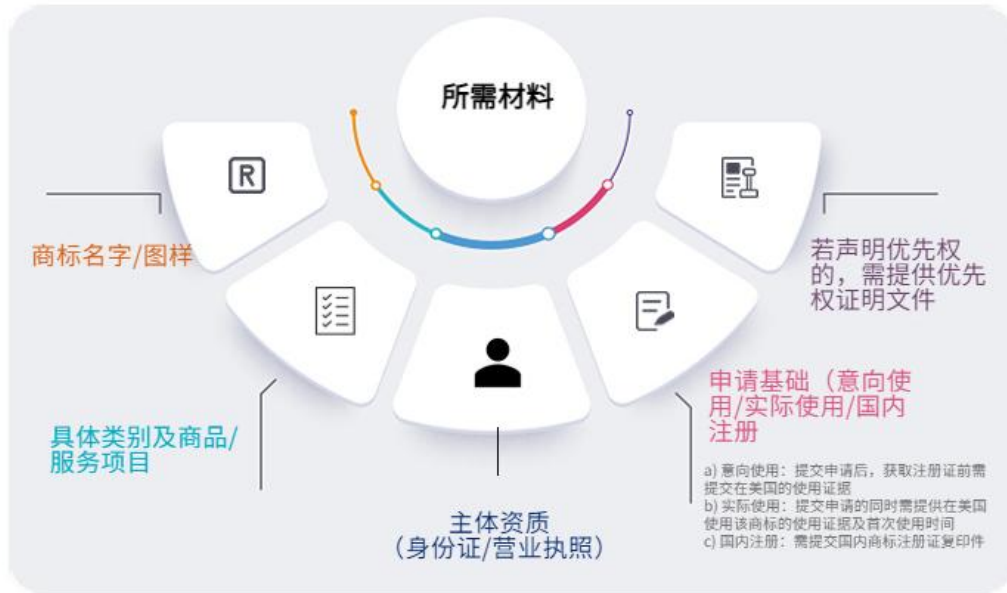 所需材料
R
商标名字/图样
具体类别及商品/
服务项目
主体资质
（身份证/营业执照）
申请基础（意向使
用/实际使用/国内
注册
a) 意向使用：提交申请后，获取注册证前需
提交在美国的使用证据
b) 实际使用：提交申请的同时需提供在美国
使用该商标的使用证据及首次使用时间
c) 国内注册：需提交国内商标注册证复印件
若声明优先权
的，需提供优先
权证明文件